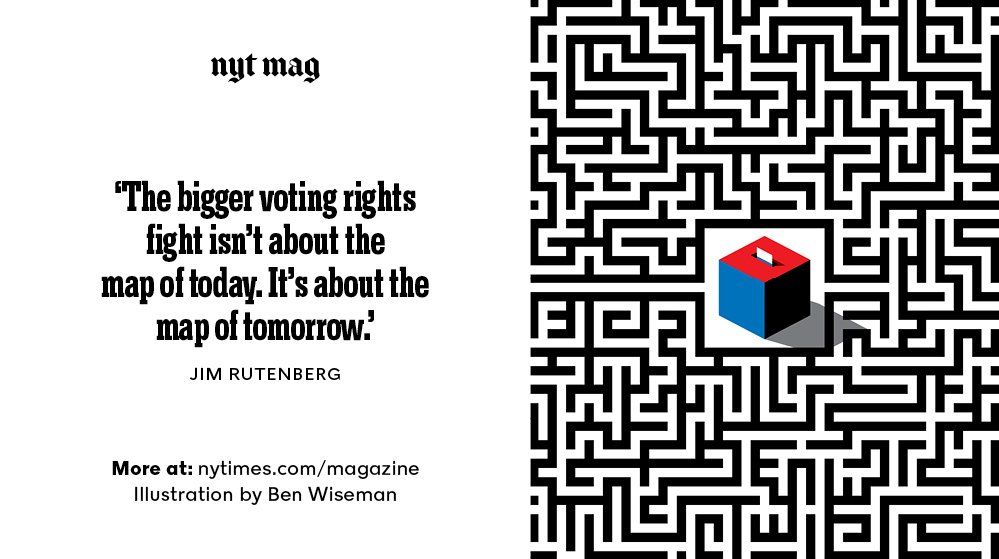 nyt mag
‘The bigger voting rights
fight isn’t about the
map of today. It’s about the
map of tomorrow.’
JIM RUTENBERG
More at: nytimes.com/magazine
Illustration by Ben Wiseman